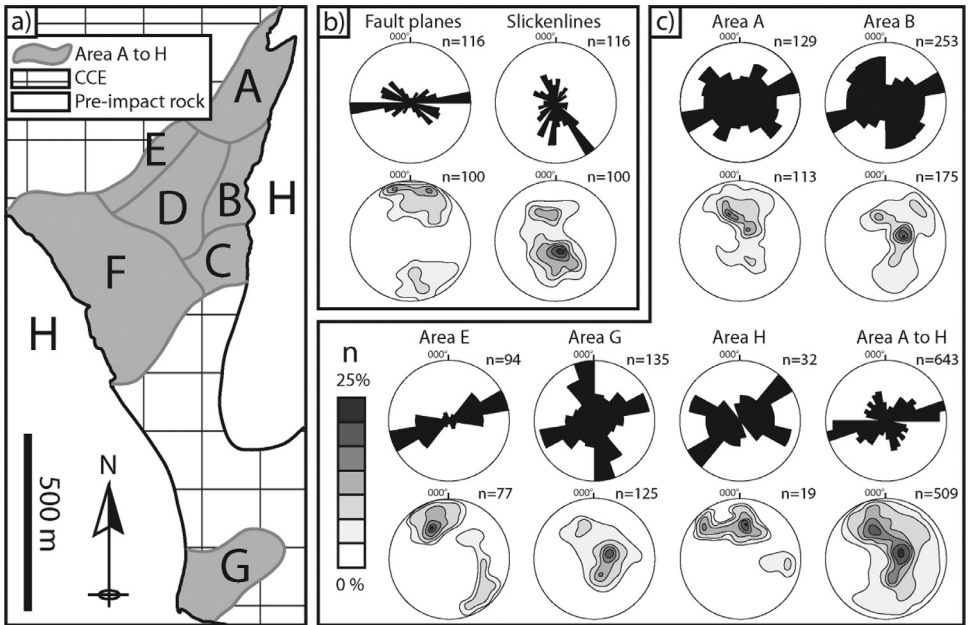 a)
Area A to H
CCE
Pre-impact rock
A
E
D
B
H
C
F
H
G
500 m
N
b)
Fault planes
Slickenlines
000°
n=116
000°
n=116
000°
n=100
000°
n=100
c)
Area A
Area B
000°
n=129
000°
n=253
000°
n=113
000°
n=175
n
25%
0 %
Area E
Area G
Area H
Area A to H
000°
n=94
000°
n=135
000°
n=32
000°
n=643
000°
n=77
000°
n=125
000°
n=19
000°
n=509